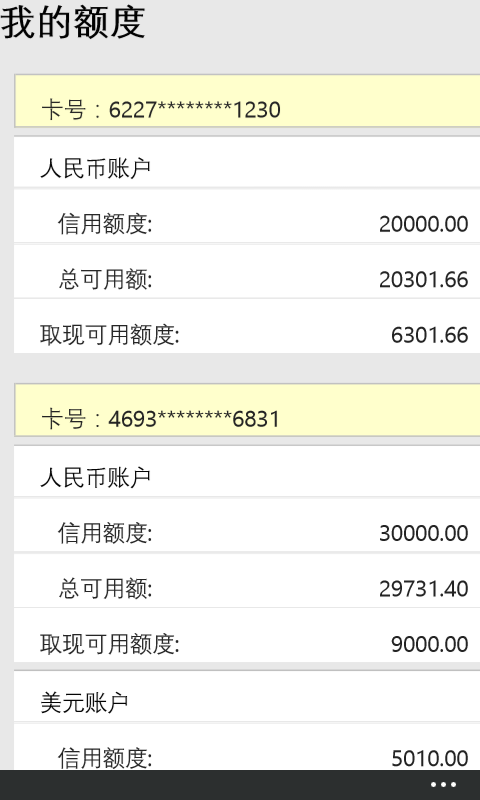 我的额度
卡号：6227********1230
人民币账户
信用额度: 20000.00
总可用额: 20301.66
取现可用额度: 6301.66
卡号：4693********6831
人民币账户
信用额度: 30000.00
总可用额: 29731.40
取现可用额度: 9000.00
美元账户
信用额度: 5010.00